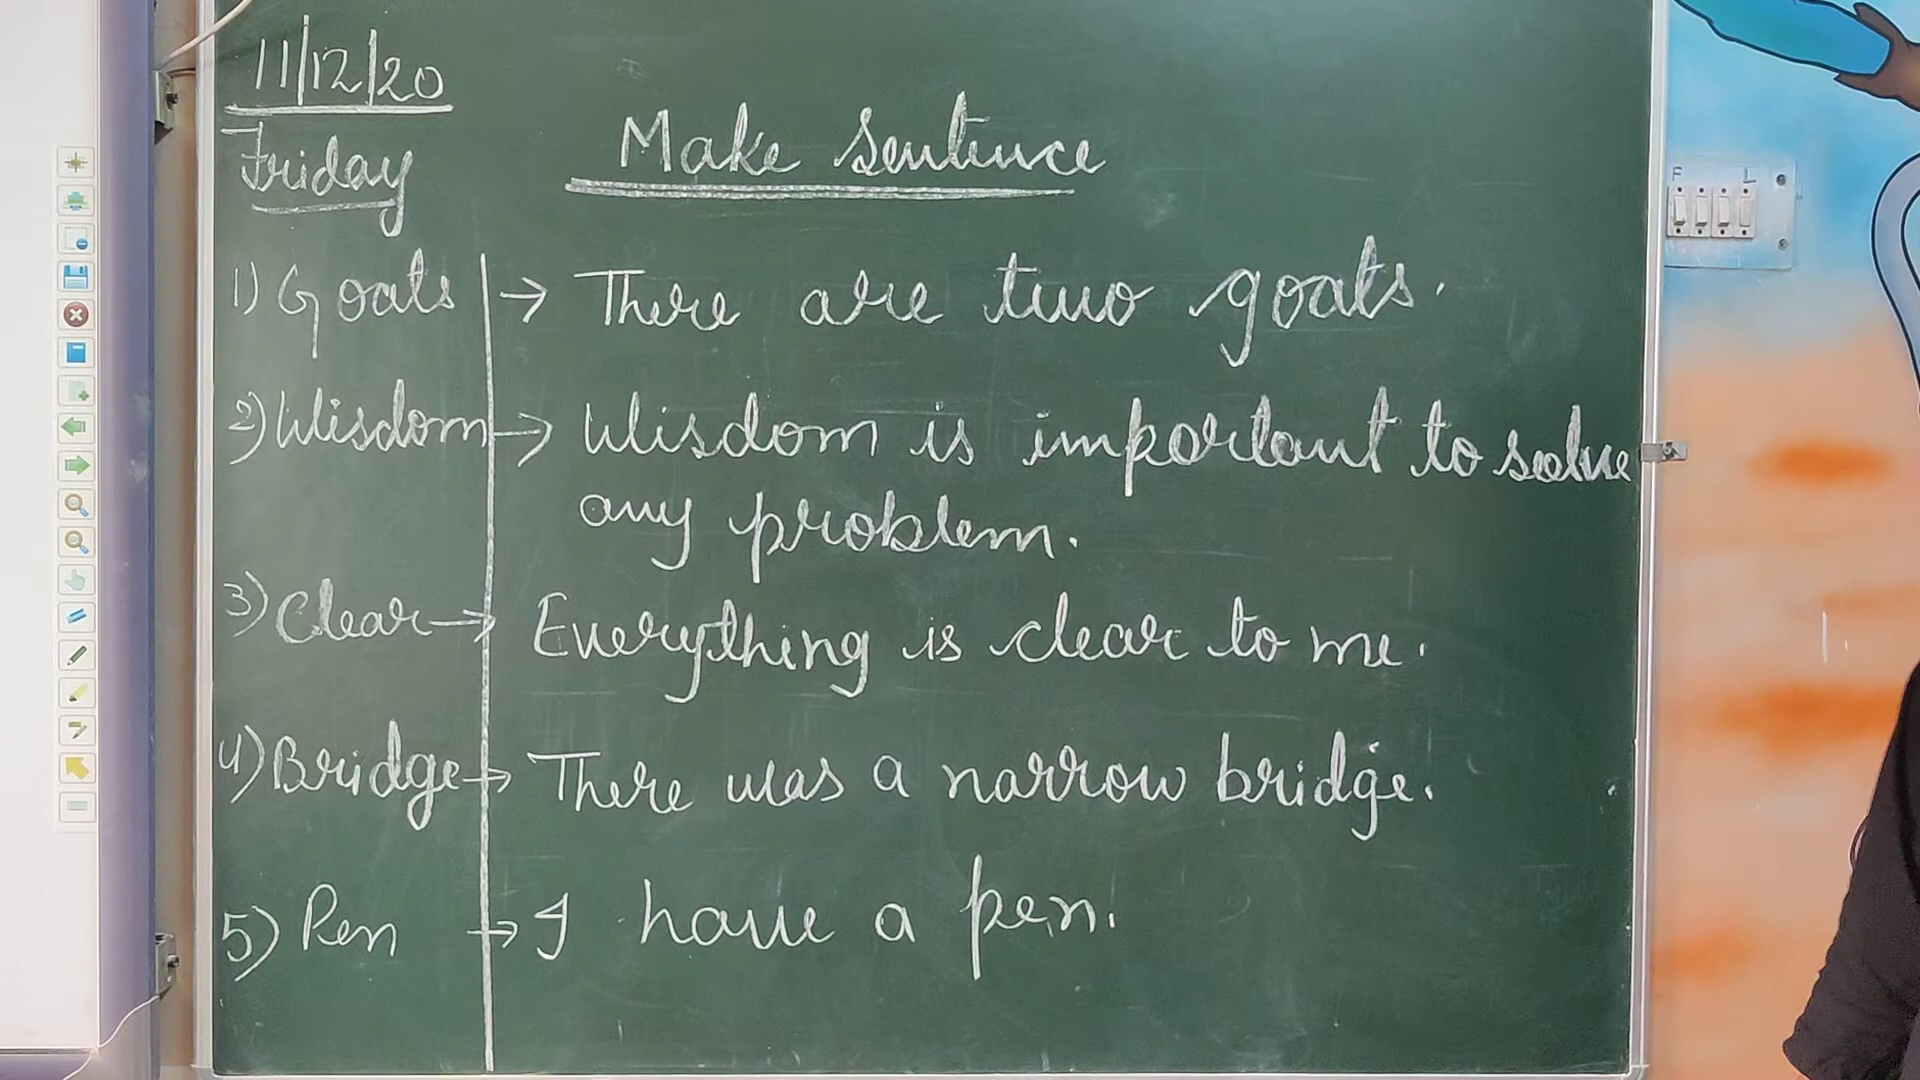 11/12/20
Friday
Make Sentence
1) Goats → There are two goats.
2) Wisdom → Wisdom is important to solve
any problem.
3) Clear → Everything is clear to me.
4) Bridge → There was a narrow bridge.
5) Pen → I have a pen.
F L